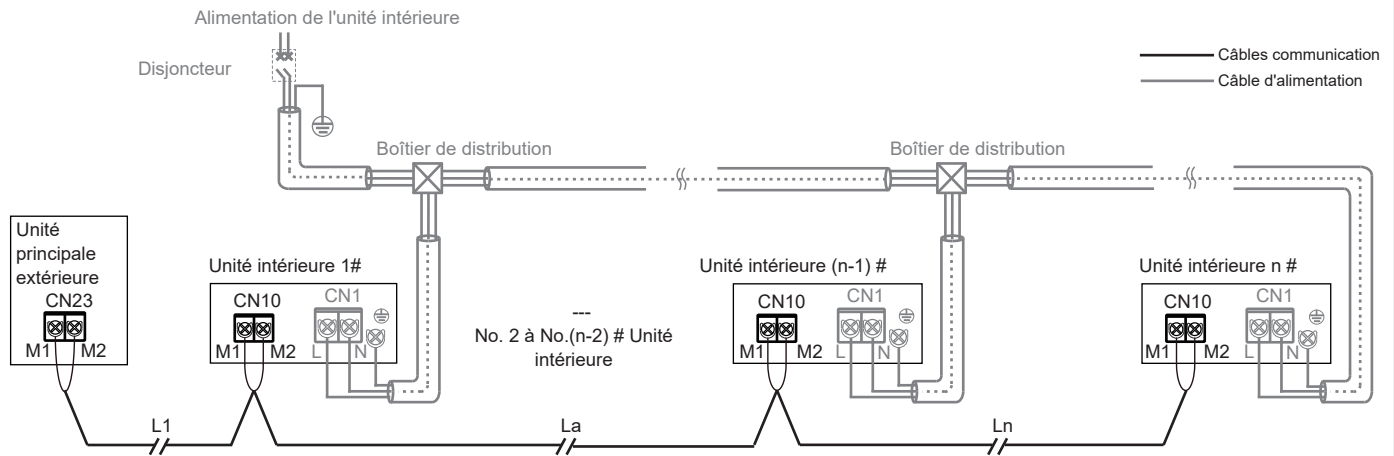 Alimentation de l'unité intérieure
Disjoncteur
Câbles communication
Câble d'alimentation
Boîtier de distribution
Boîtier de distribution
Unité
principale
extérieure
CN23
M1 M2
Unité intérieure 1#
CN10 CN1
M1 M2 L N
---
No. 2 à No.(n-2) # Unité
intérieure
Unité intérieure (n-1) #
CN10 CN1
M1 M2 L N
Unité intérieure n #
CN10 CN1
M1 M2 L N
L1
La
Ln